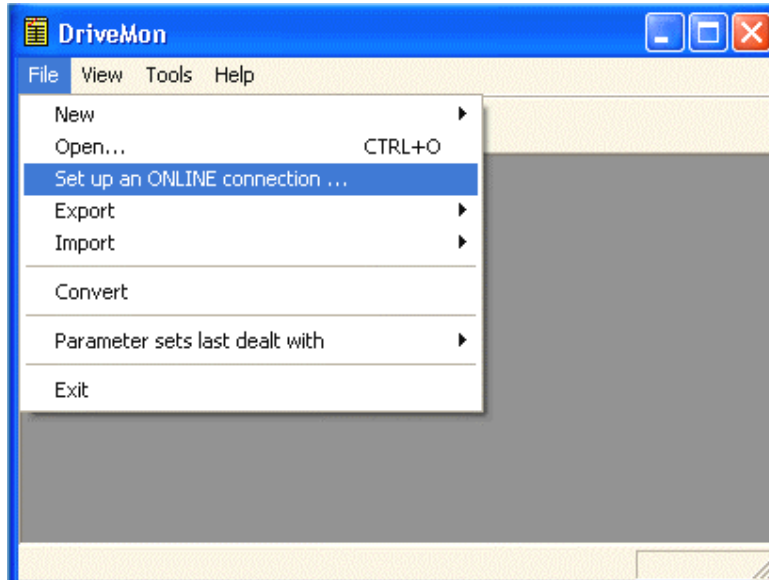 DriveMon
File View Tools Help
New
Open... CTRL+O
Set up an ONLINE connection ...
Export
Import
Convert
Parameter sets last dealt with
Exit